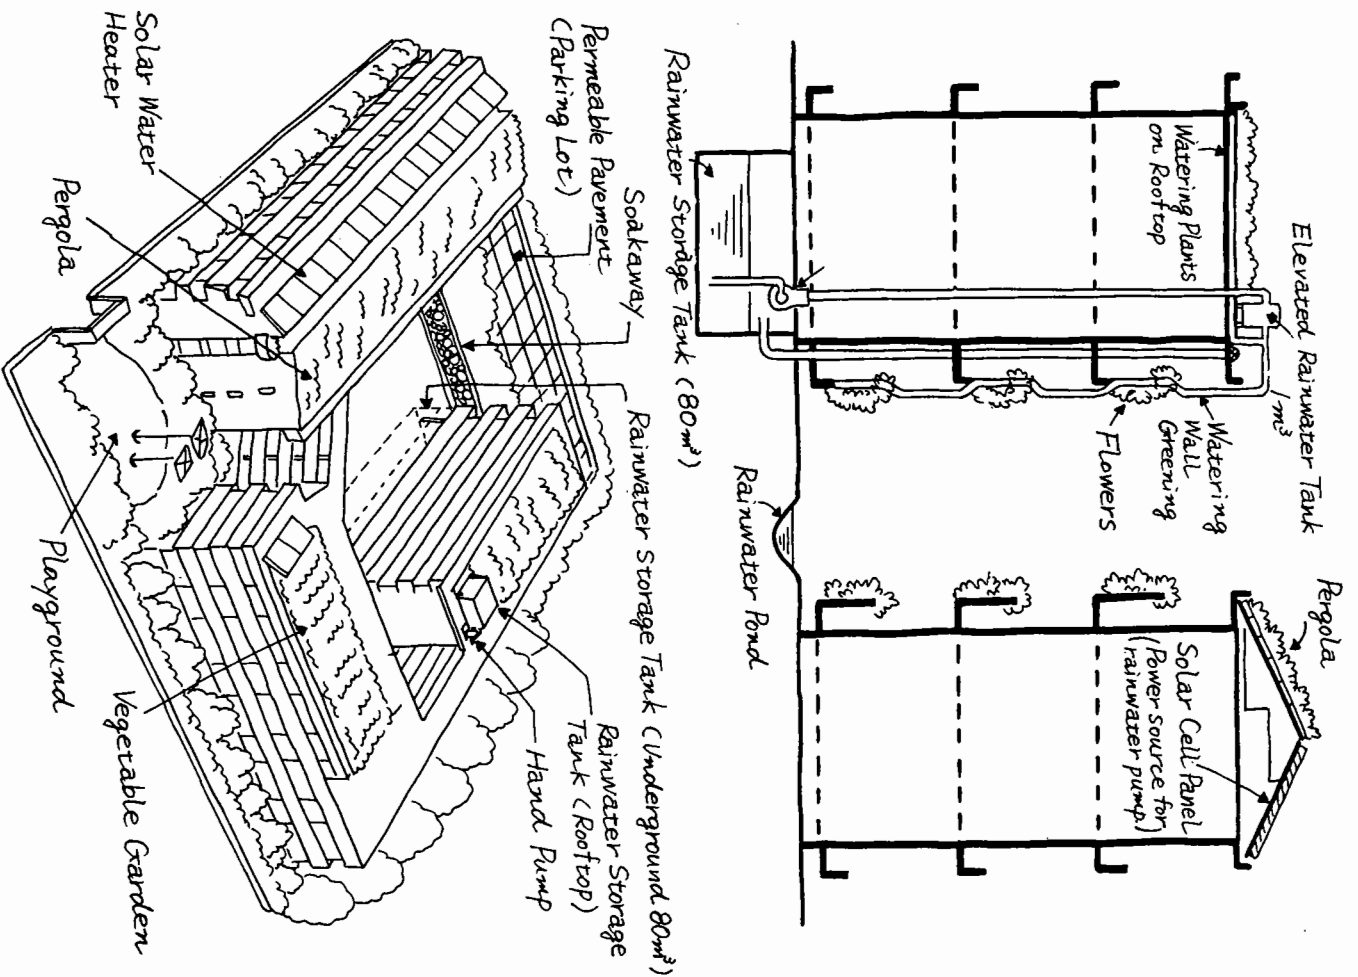 Elevated Rainwater Tank
1m³
Watering Plants
on Rooftop
Watering
Wall
Greening
Flowers
Rainwater Storage Tank (80m³)
Rainwater Pond
Pergola
Solar Cell Panel
(Power source for
rainwater pump.)
Permeable Pavement
(Parking Lot)
Soakaway
Rainwater Storage Tank (Underground 80m³)
Rainwater Storage
Tank (Rooftop)
Hand Pump
Solar Water
Heater
Pergola
Playground
Vegetable Garden